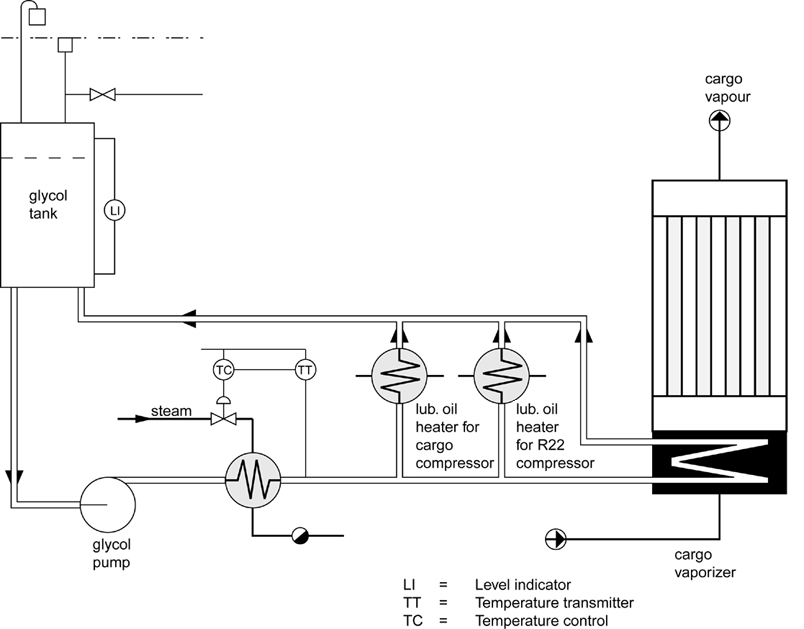 cargo
vapour
glycol
tank
LI
TC
TT
steam
lub. oil
heater for
cargo
compressor
lub. oil
heater
for R22
compressor
glycol
pump
cargo
vaporizer
LI = Level indicator
TT = Temperature transmitter
TC = Temperature control